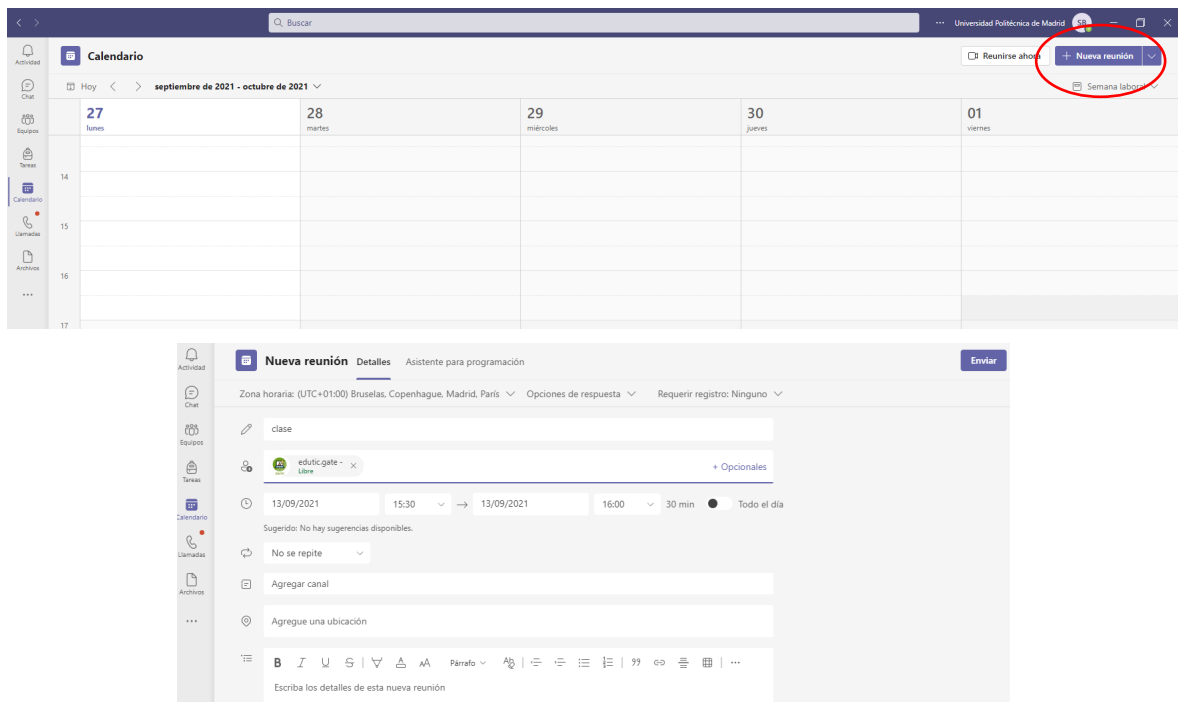 Buscar
Universidad Politécnica de Madrid
SB
Actividad
Calendario
Reunirse ahora
+ Nueva reunión
Chat
Hoy
septiembre de 2021 - octubre de 2021
Semana laboral
Equipos
27
28
29
30
01
lunes
martes
miércoles
jueves
viernes
Tareas
14
Calendario
15
Llamadas
Archivos
16
17
Actividad
Nueva reunión Detalles Asistente para programación
Enviar
Chat
Zona horaria: (UTC+01:00) Bruselas, Copenhague, Madrid, París Opciones de respuesta Requerir registro: Ninguno
Equipos
clase
edutic.gate -
Libre
+ Opcionales
Tareas
13/09/2021 15:30 → 13/09/2021 16:00 30 min Todo el día
Calendario
Sugerido: No hay sugerencias disponibles.
Llamadas
No se repite
Archivos
Agregar canal
Agregue una ubicación
Párrafo
Escriba los detalles de esta nueva reunión